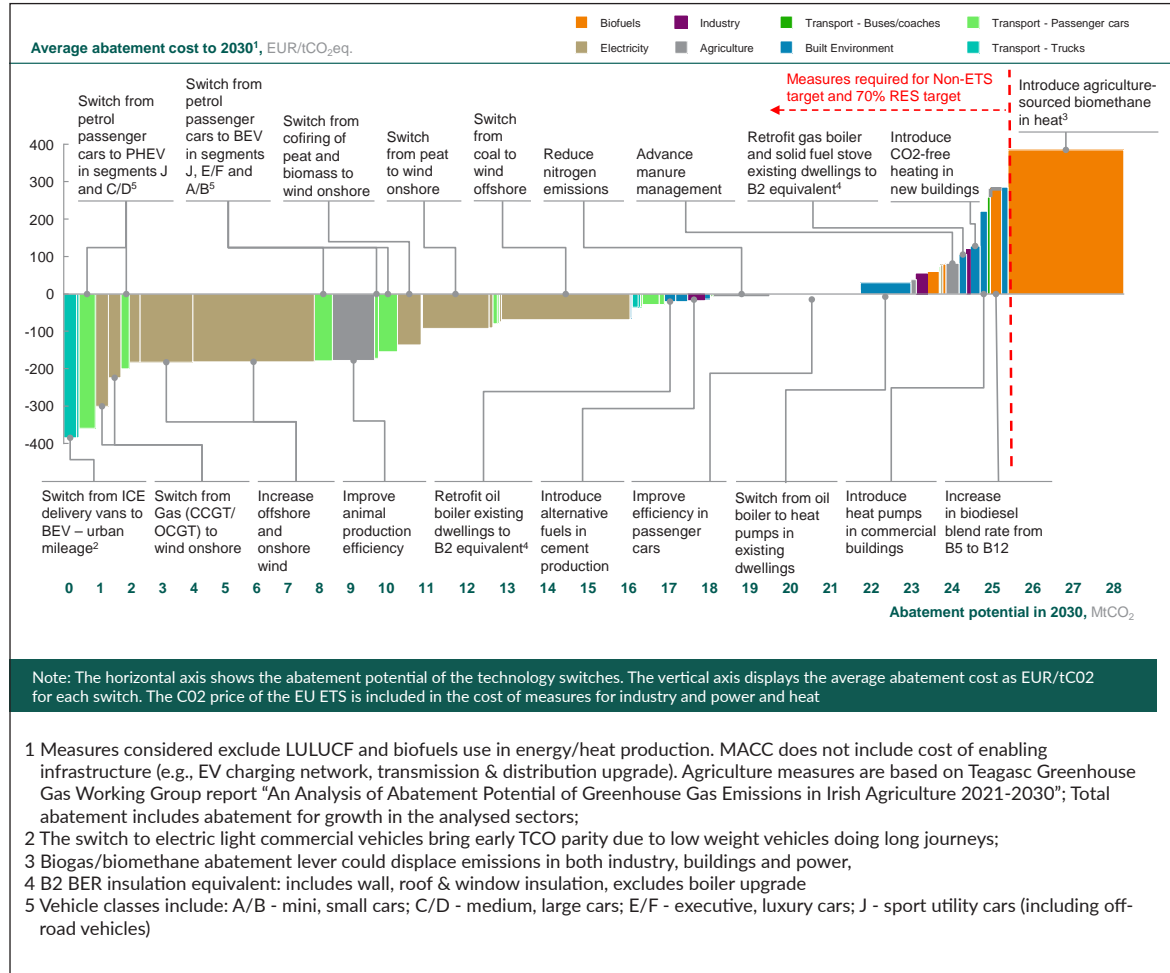 Biofuels
Industry
Transport - Buses/coaches
Transport - Passenger cars
Electricity
Agriculture
Built Environment
Transport - Trucks
Average abatement cost to 2030¹, EUR/tCO₂eq.
Measures required for Non-ETS
target and 70% RES target
Switch from
petrol
passenger
cars to PHEV
in segments J
and C/D⁵
Switch from
petrol
passenger
cars to BEV
in segments
J, E/F and
A/B⁵
Switch from
cofiring of
peat and
biomass to
wind onshore
Switch
from peat
to wind
onshore
Switch
from
coal to
wind
offshore
Reduce
nitrogen
emissions
Advance
manure
management
Retrofit gas boiler
and solid fuel stove
existing dwellings to
B2 equivalent⁴
Introduce
CO2-free
heating in
new buildings
Introduce agriculture-
sourced biomethane
in heat³
400
300
200
100
0
-100
-200
-300
-400
Switch from ICE
delivery vans to
BEV – urban
mileage²
Switch from
Gas (CCGT/
OCGT) to
wind onshore
Increase
offshore
and
onshore
wind
Improve
animal
production
efficiency
Retrofit oil
boiler existing
dwellings to
B2 equivalent⁴
Introduce
alternative
fuels in
cement
production
Improve
efficiency in
passenger
cars
Switch from oil
boiler to heat
pumps in
existing
dwellings
Introduce
heat pumps
in commercial
buildings
Increase
in biodiesel
blend rate from
B5 to B12
0 1 2 3 4 5 6 7 8 9 10 11 12 13 14 15 16 17 18 19 20 21 22 23 24 25 26 27 28
Abatement potential in 2030, MtCO₂
Note: The horizontal axis shows the abatement potential of the technology switches. The vertical axis displays the average abatement cost as EUR/tC02
for each switch. The C02 price of the EU ETS is included in the cost of measures for industry and power and heat
1 Measures considered exclude LULUCF and biofuels use in energy/heat production. MACC does not include cost of enabling
infrastructure (e.g., EV charging network, transmission & distribution upgrade). Agriculture measures are based on Teagasc Greenhouse
Gas Working Group report “An Analysis of Abatement Potential of Greenhouse Gas Emissions in Irish Agriculture 2021-2030”; Total
abatement includes abatement for growth in the analysed sectors;
2 The switch to electric light commercial vehicles bring early TCO parity due to low weight vehicles doing long journeys;
3 Biogas/biomethane abatement lever could displace emissions in both industry, buildings and power,
4 B2 BER insulation equivalent: includes wall, roof & window insulation, excludes boiler upgrade
5 Vehicle classes include: A/B - mini, small cars; C/D - medium, large cars; E/F - executive, luxury cars; J - sport utility cars (including off-
road vehicles)